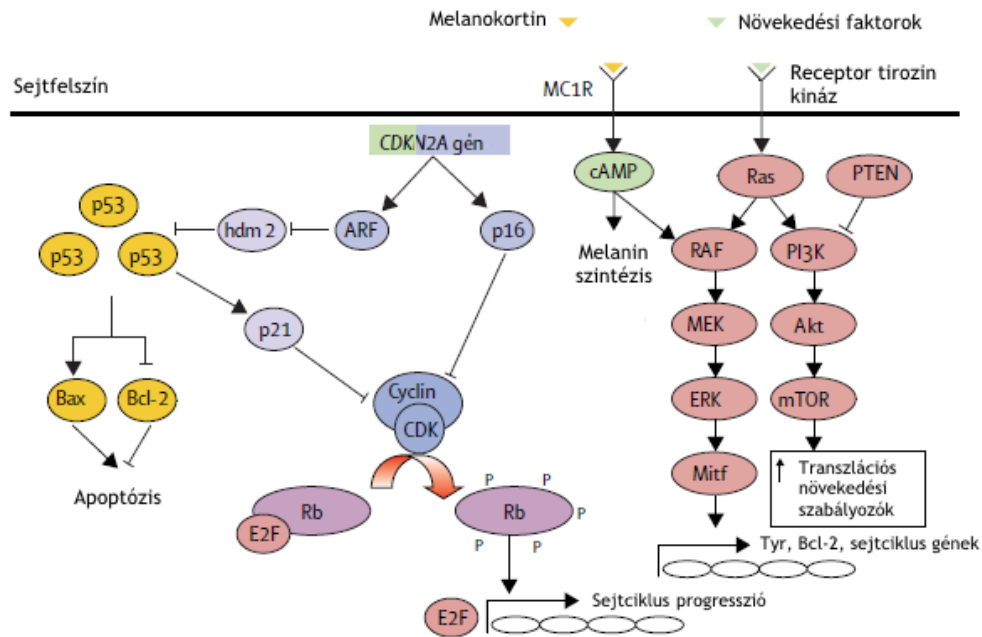 Melanokortin
Növekedési faktorok
Sejtfelszín
MC1R
Receptor tirozin
kináz
CDKN2A gén
cAMP
Ras
PTEN
p53
p53
p53
hdm 2
ARF
p16
Melanin
szintézis
RAF
PI3K
p21
MEK
Akt
Bax
Bcl-2
Cyclin
CDK
ERK
mTOR
Apoptózis
Mitf
Transzlációs
növekedési
szabályozók
Rb
E2F
P
P
P
P
P
Rb
Tyr, Bcl-2, sejtciklus gének
E2F
Sejtciklus progresszió